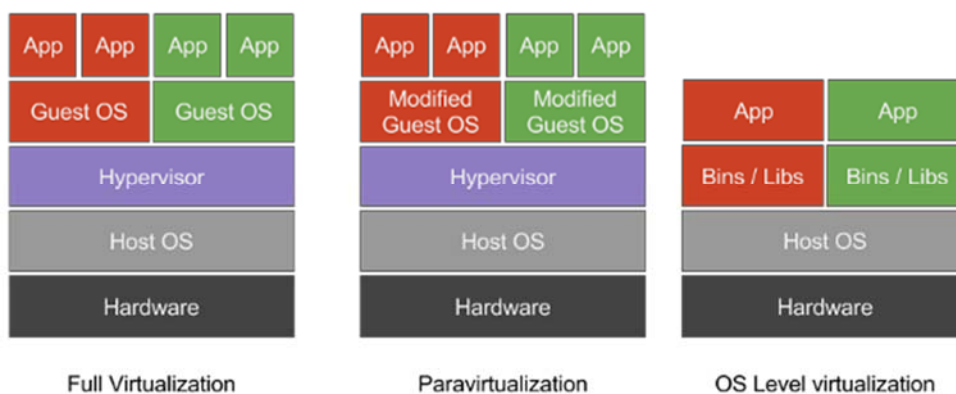 App App App App
Guest OS Guest OS
Hypervisor
Host OS
Hardware
Full Virtualization
App App App App
Modified Guest OS Modified Guest OS
Hypervisor
Host OS
Hardware
Paravirtualization
App App
Bins / Libs Bins / Libs
Host OS
Hardware
OS Level virtualization